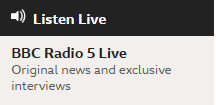 Listen Live
BBC Radio 5 Live
Original news and exclusive
interviews